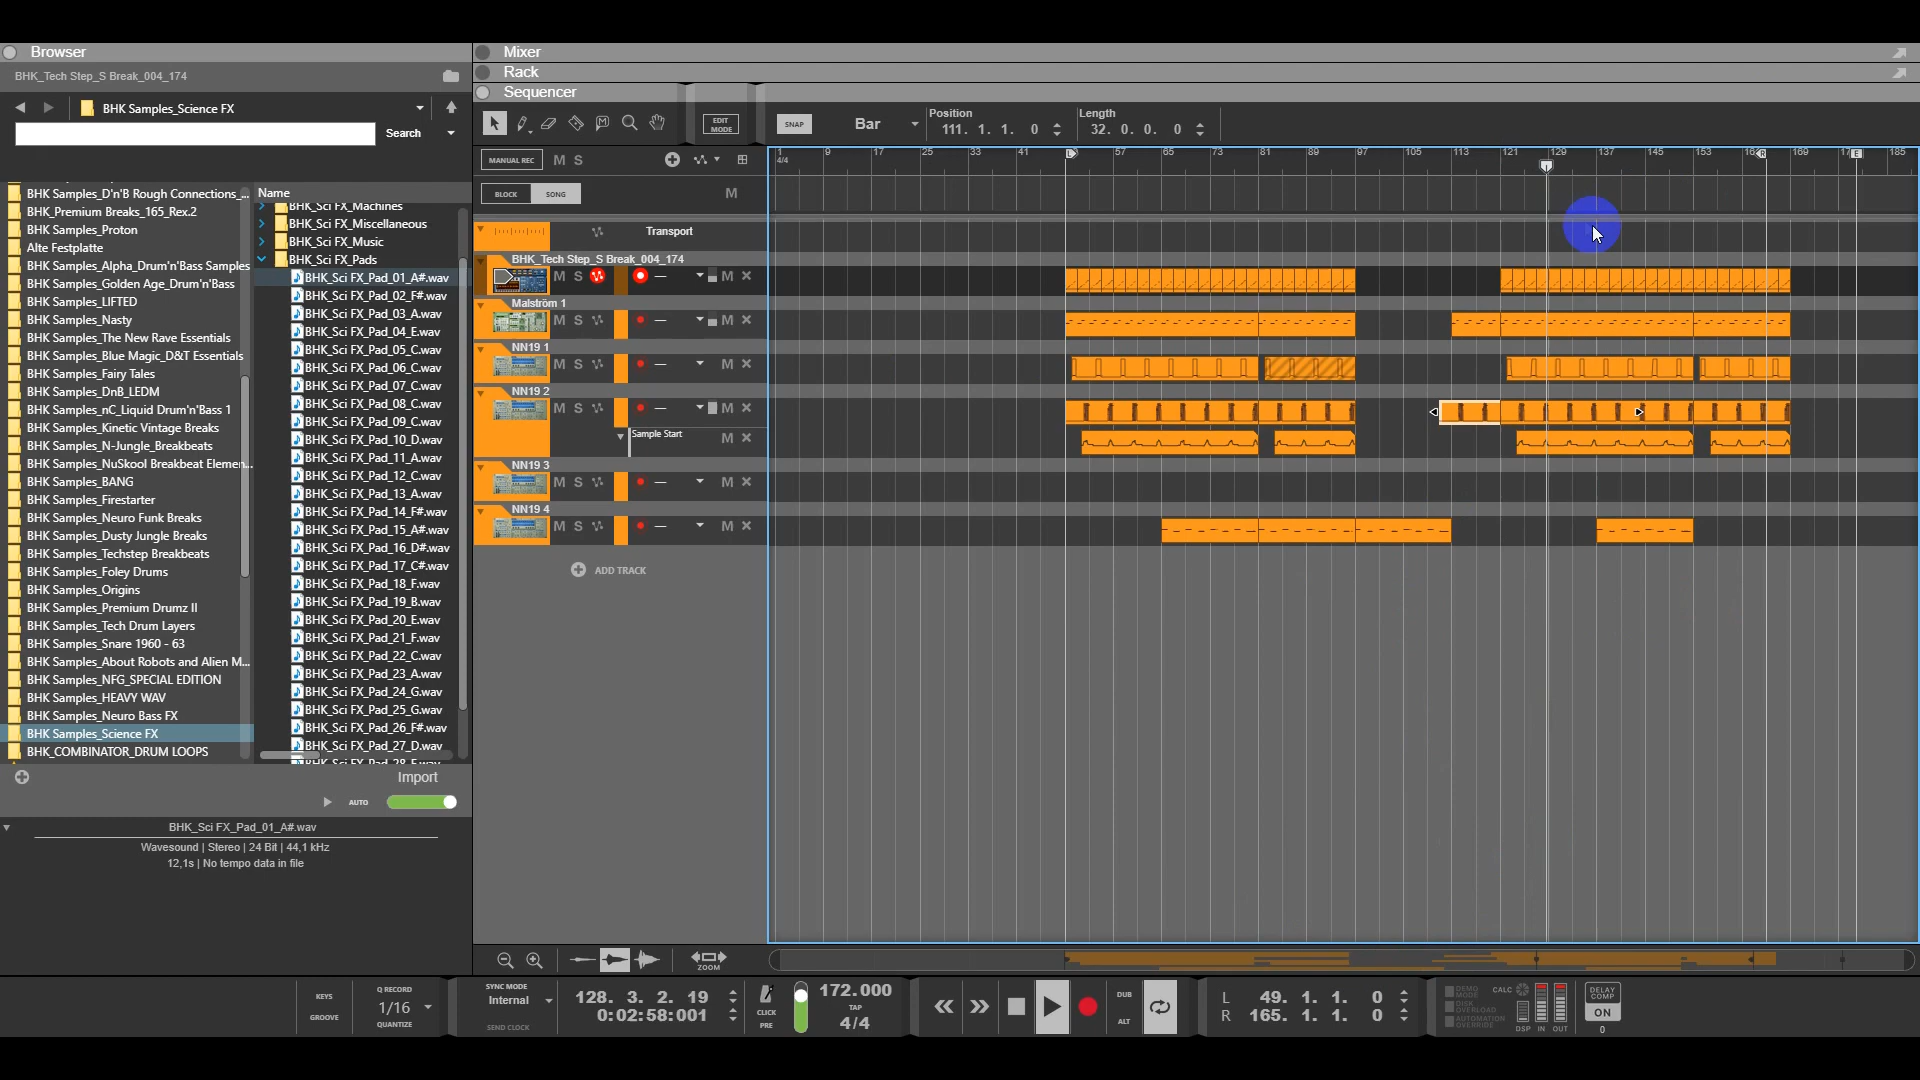 Browser
BHK_Tech Step_S Break_004_174
BHK Samples_Science FX
Search
BHK Samples_D'n'B Rough Connections_...
BHK_Premium Breaks_165_Rex.2
BHK Samples_Proton
Alte Festplatte
BHK Samples_Alpha_Drum'n'Bass Samples
BHK Samples_Golden Age_Drum'n'Bass
BHK Samples_LIFTED
BHK Samples_Nasty
BHK Samples_The New Rave Essentials
BHK Samples_Blue Magic_D&T Essentials
BHK Samples_Fairy Tales
BHK Samples_DnB_LEDM
BHK Samples_nC_Liquid Drum'n'Bass 1
BHK Samples_Kinetic Vintage Breaks
BHK Samples_N-Jungle_Breakbeats
BHK Samples_NuSkool Breakbeat Elemen...
BHK Samples_BANG
BHK Samples_Firestarter
BHK Samples_Neuro Funk Breaks
BHK Samples_Dusty Jungle Breaks
BHK Samples_Techstep Breakbeats
BHK Samples_Foley Drums
BHK Samples_Origins
BHK Samples_Premium Drumz II
BHK Samples_Tech Drum Layers
BHK Samples_Snare 1960 - 63
BHK Samples_About Robots and Alien M...
BHK Samples_NFG_SPECIAL EDITION
BHK Samples_HEAVY WAV
BHK Samples_Neuro Bass FX
BHK Samples_Science FX
BHK_COMBINATOR_DRUM LOOPS
Name
BHK_Sci FX_Machines
BHK_Sci FX_Miscellaneous
BHK_Sci FX_Music
BHK_Sci FX_Pads
BHK_Sci FX_Pad_01_A#.wav
BHK_Sci FX_Pad_02_F#.wav
BHK_Sci FX_Pad_03_A.wav
BHK_Sci FX_Pad_04_E.wav
BHK_Sci FX_Pad_05_C.wav
BHK_Sci FX_Pad_06_C.wav
BHK_Sci FX_Pad_07_C.wav
BHK_Sci FX_Pad_08_C.wav
BHK_Sci FX_Pad_09_C.wav
BHK_Sci FX_Pad_10_D.wav
BHK_Sci FX_Pad_11_A.wav
BHK_Sci FX_Pad_12_C.wav
BHK_Sci FX_Pad_13_A.wav
BHK_Sci FX_Pad_14_F#.wav
BHK_Sci FX_Pad_15_A#.wav
BHK_Sci FX_Pad_16_D#.wav
BHK_Sci FX_Pad_17_C#.wav
BHK_Sci FX_Pad_18_F.wav
BHK_Sci FX_Pad_19_B.wav
BHK_Sci FX_Pad_20_E.wav
BHK_Sci FX_Pad_21_F.wav
BHK_Sci FX_Pad_22_C.wav
BHK_Sci FX_Pad_23_A.wav
BHK_Sci FX_Pad_24_G.wav
BHK_Sci FX_Pad_25_G.wav
BHK_Sci FX_Pad_26_F#.wav
BHK_Sci FX_Pad_27_D.wav
Import
AUTO
BHK_Sci FX_Pad_01_A#.wav
Wavesound | Stereo | 24 Bit | 44,1 kHz
12,1s | No tempo data in file
Mixer
Rack
Sequencer
EDIT MODE
SNAP
Bar
Position
111. 1. 1. 0
Length
32. 0. 0. 0
MANUAL REC M S
1 9 17 25 33 41 57 65 73 81 89 97 105 113 121 129 137 145 153 169 185
4/4
BLOCK SONG M
Transport
BHK_Tech Step_S Break_004_174
M S M
Malström 1
M S M
NN19 1
M S M
NN19 2
M S M
Sample Start M
NN19 3
M S M
NN19 4
M S M
ADD TRACK
ZOOM
KEYS
GROOVE
Q RECORD
1/16
QUANTIZE
SYNC MODE
Internal
SEND CLOCK
128. 3. 2. 19
0:02:58:001
CLICK
PRE
172.000
TAP
4/4
DUB
ALT
L 49. 1. 1. 0
R 165. 1. 1. 0
DEMO MODE
DISK OVERLOAD
AUTOMATION OVERRIDE
CALC
DSP IN OUT
DELAY COMP
ON
0